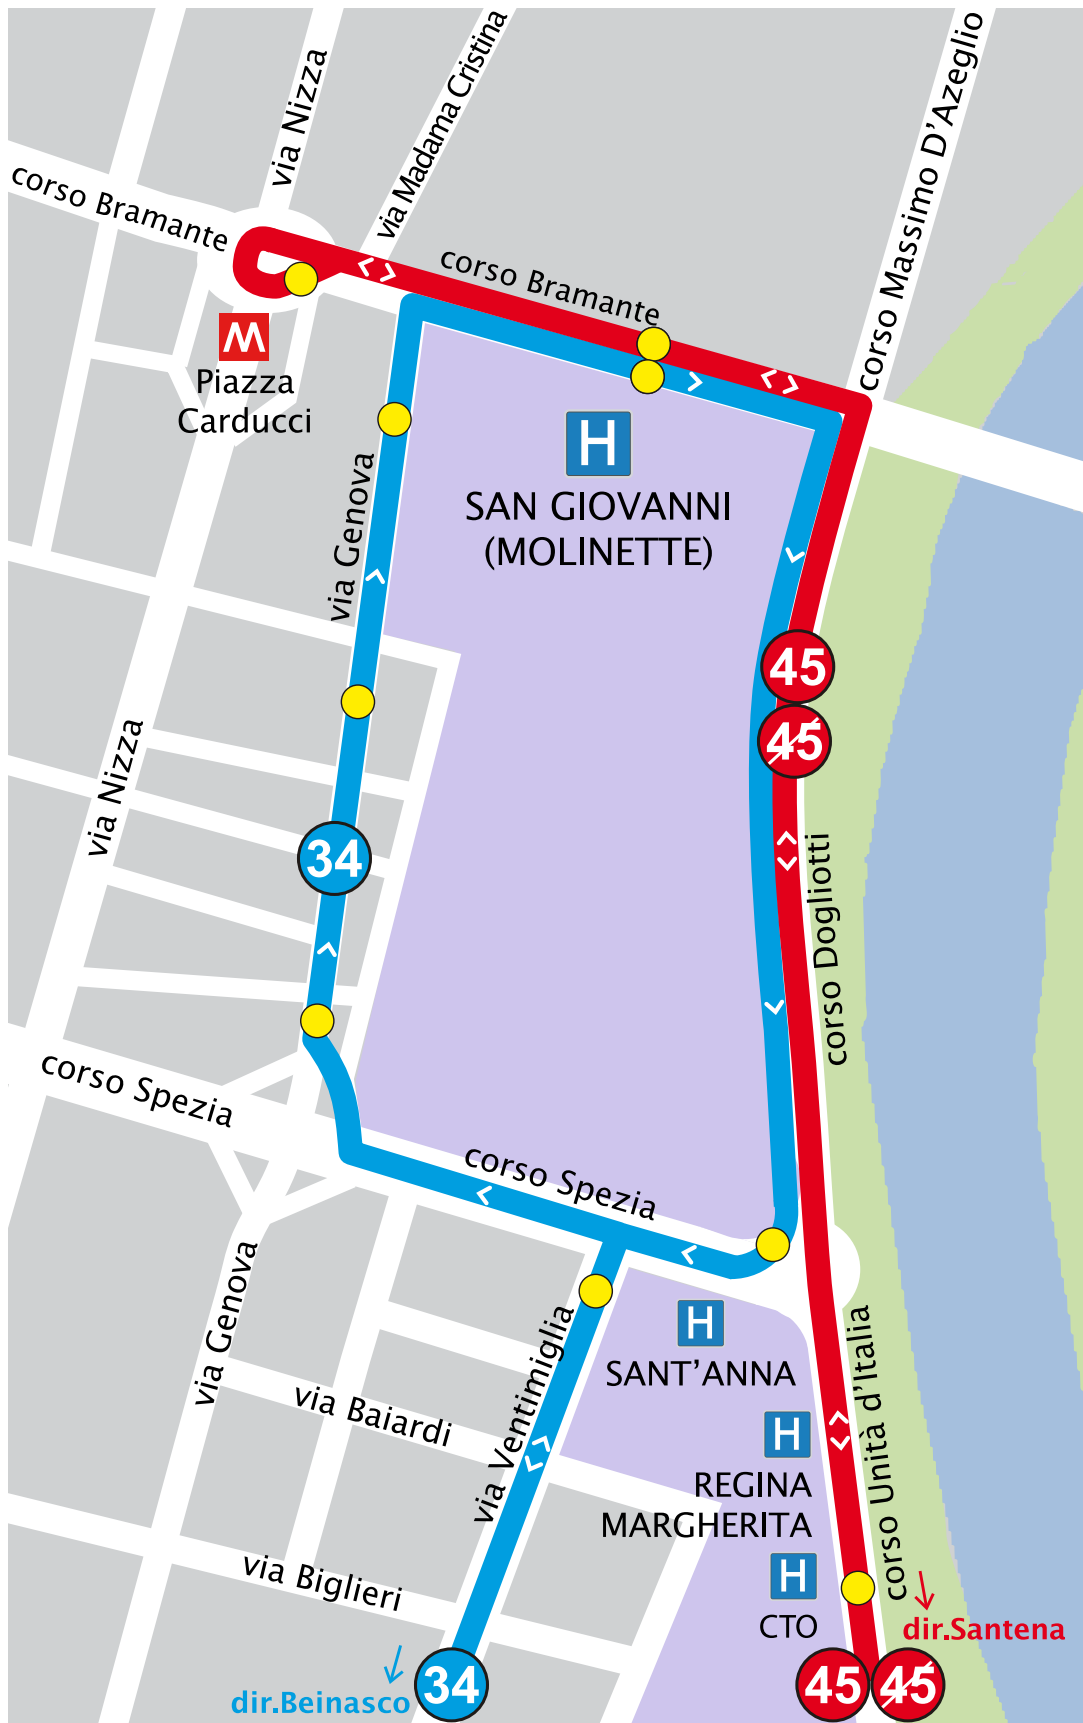 via Nizza
via Madama Cristina
corso Massimo D'Azeglio
corso Bramante
corso Bramante
M
Piazza
Carducci
H
SAN GIOVANNI
(MOLINETTE)
via Genova
45
45
via Nizza
34
corso Dogliotti
corso Spezia
corso Spezia
via Genova
H
SANT'ANNA
via Ventimiglia
corso Unità d'Italia
via Baiardi
H
REGINA
MARGHERITA
H
CTO
via Biglieri
dir.Santena
dir.Beinasco
34
45
45